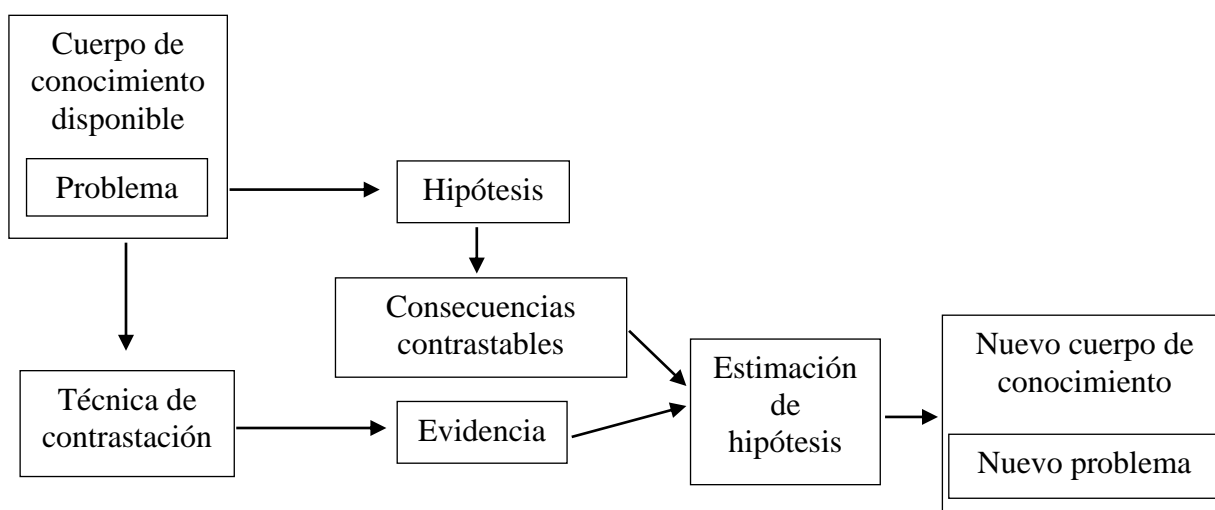 Cuerpo de
conocimiento
disponible
Problema
Hipótesis
Consecuencias
contrastables
Técnica de
contrastación
Evidencia
Estimación
de
hipótesis
Nuevo cuerpo de
conocimiento
Nuevo problema